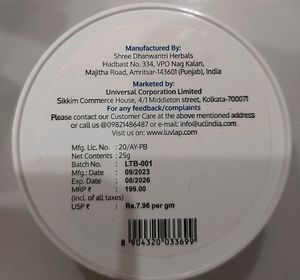 Manufactured By:
Shree Dhanwantri Herbals
Hadbast No. 334, VPO Nag Kalan,
Majitha Road, Amritsar-143601 (Punjab), India
Marketed by:
Universal Corporation Limited
Sikkim Commerce House, 4/1 Middleton street, Kolkata-700071
For any feedback/complaints
Please contact our Customer Care at the above mentioned address
or call us @09821486487 or e-mail: info@uclindia.com
Visit us on: www.luvlap.com
Mfg. Lic. No. : 20/AY-PB
Net Contents : 25g
Batch No. : LTB-001
Mfg.: Date : 09/2023
Exp. Date : 08/2026
MRP ₹ : 199.00
(Incl. of all taxes)
USP ₹ : Rs.7.96 per gm
8 904320 033699